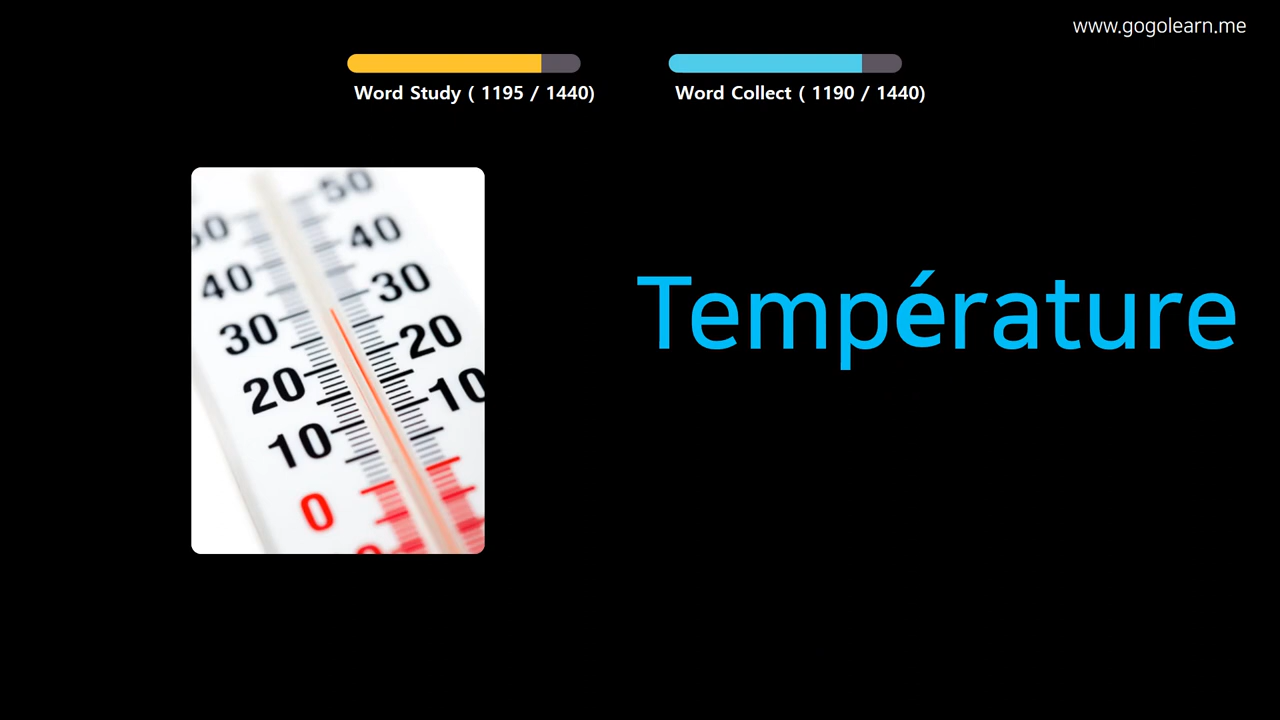 www.gogolearn.me
Word Study ( 1195 / 1440)
Word Collect ( 1190 / 1440)
Température
50
40
40
30
30
20
20
10
10
0